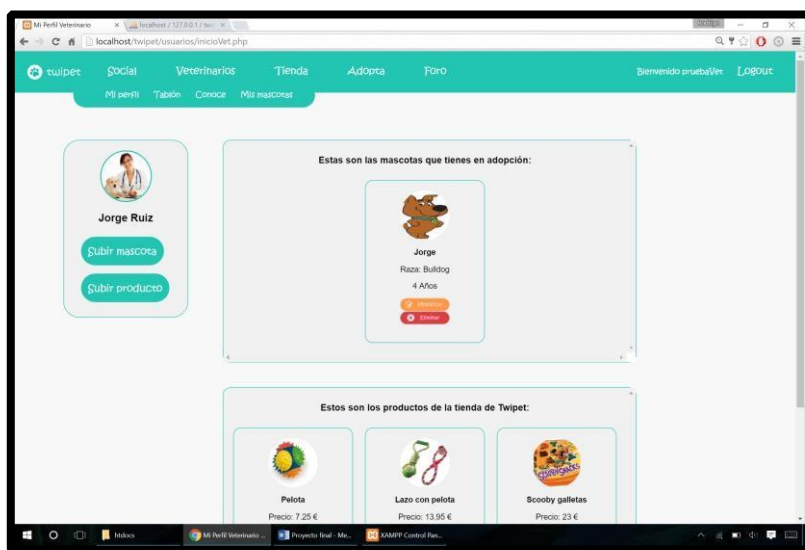 Mi Perfil Veterinario
localhost / 127.0.0.1 / twi
localhost/twipet/usuarios/inicioVet.php
twipet Social Veterinarios Tienda Adopta Foro Bienvenido pruebaVet Logout
Mi perfil Tablón Conoce Mis mascotas
Jorge Ruiz
Subir mascota
Subir producto
Estas son las mascotas que tienes en adopción:
Jorge
Raza: Bulldog
4 Años
Modificar
Eliminar
Estos son los productos de la tienda de Twipet:
Pelota Lazo con pelota Scooby galletas
Precio: 7.25 € Precio: 13.95 € Precio: 23 €
htdocs Mi Perfil Veterinario ... Proyecto final - Me... XAMPP Control Pan...